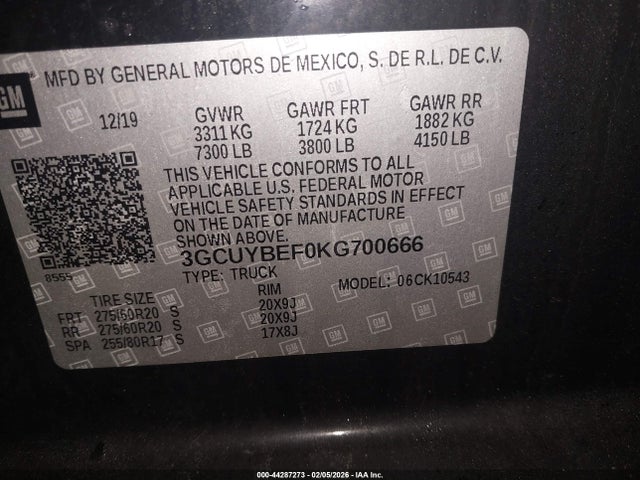 GM
MFD BY GENERAL MOTORS DE MEXICO, S. DE R.L. DE C.V.
12/19 GVWR GAWR FRT GAWR RR
3311 KG 1724 KG 1882 KG
7300 LB 3800 LB 4150 LB
THIS VEHICLE CONFORMS TO ALL
APPLICABLE U.S. FEDERAL MOTOR
VEHICLE SAFETY STANDARDS IN EFFECT
ON THE DATE OF MANUFACTURE
SHOWN ABOVE.
3GCUYBEF0KG700666
8555 TYPE: TRUCK MODEL: 06CK10543
TIRE SIZE RIM
FRT 275/60R20 S 20X9J
RR 275/60R20 S 20X9J
SPA 255/80R17 S 17X8J
000-44287273 - 02/05/2026 - IAA Inc.